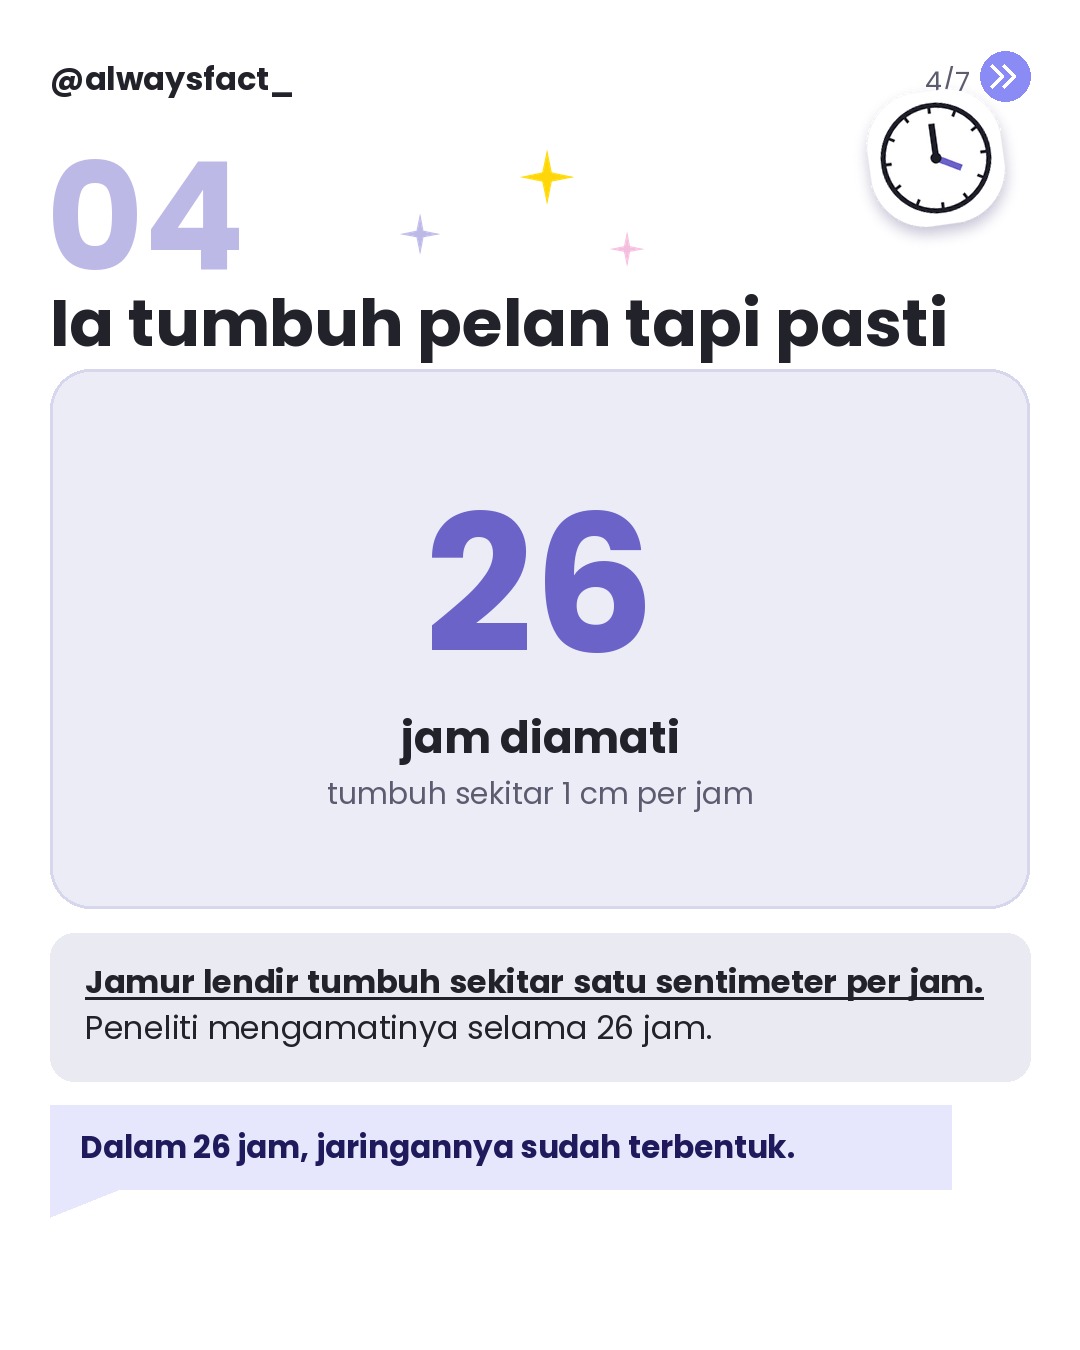 @alwaysfact_
4/7
04
Ia tumbuh pelan tapi pasti
26
jam diamati
tumbuh sekitar 1 cm per jam
Jamur lendir tumbuh sekitar satu sentimeter per jam.
Peneliti mengamatinya selama 26 jam.
Dalam 26 jam, jaringannya sudah terbentuk.